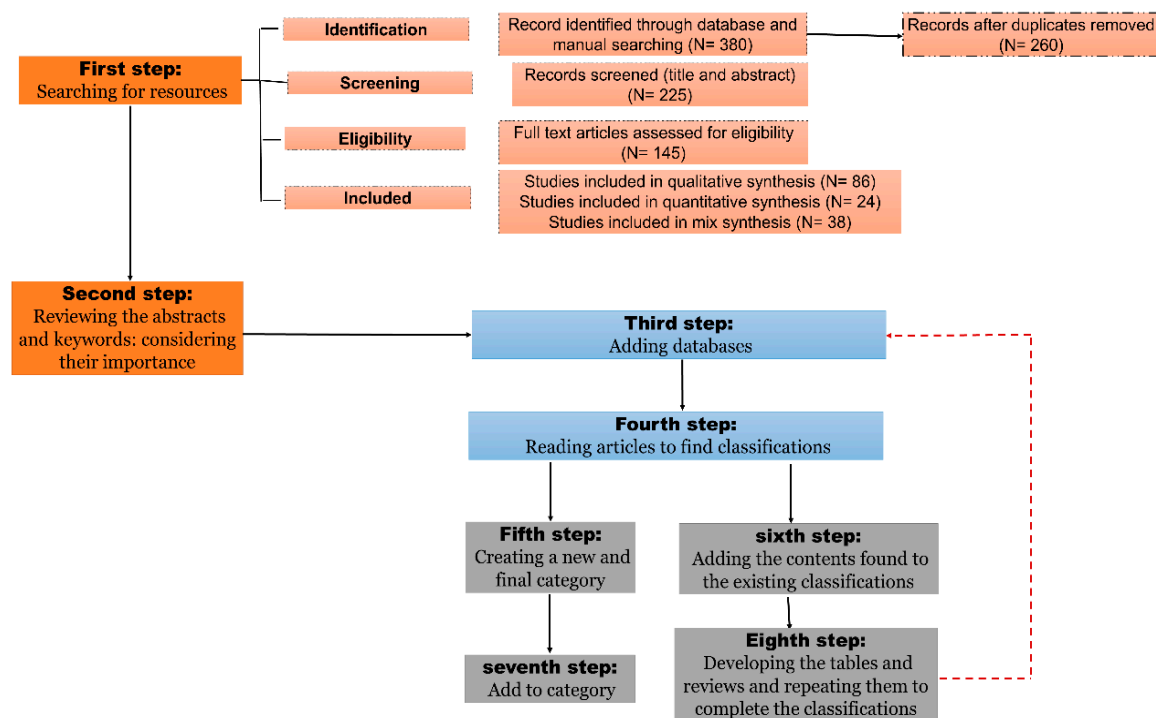 First step:
Searching for resources
Identification
Record identified through database and
manual searching (N= 380)
Records after duplicates removed
(N= 260)
Screening
Records screened (title and abstract)
(N= 225)
Eligibility
Full text articles assessed for eligibility
(N= 145)
Included
Studies included in qualitative synthesis (N= 86)
Studies included in quantitative synthesis (N= 24)
Studies included in mix synthesis (N= 38)
Second step:
Reviewing the abstracts
and keywords: considering
their importance
Third step:
Adding databases
Fourth step:
Reading articles to find classifications
Fifth step:
Creating a new and
final category
sixth step:
Adding the contents found to
the existing classifications
seventh step:
Add to category
Eighth step:
Developing the tables and
reviews and repeating them to
complete the classifications